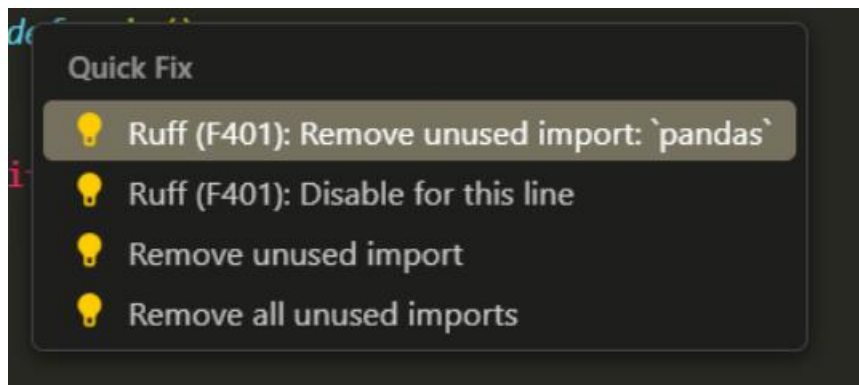 Quick Fix
Ruff (F401): Remove unused import: `pandas`
Ruff (F401): Disable for this line
Remove unused import
Remove all unused imports